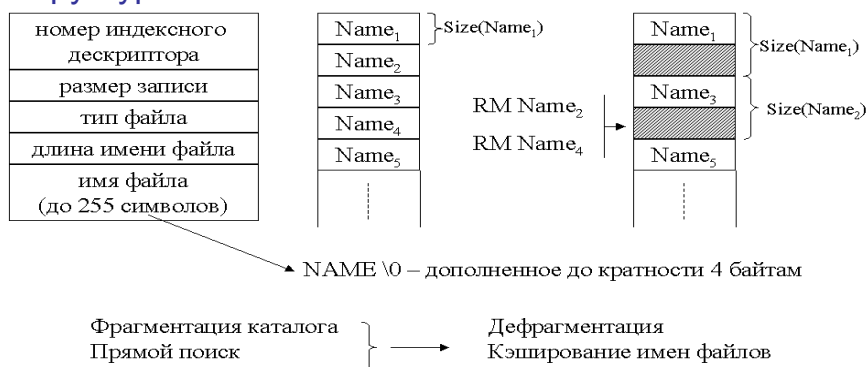 номер индексного
дескриптора
размер записи
тип файла
длина имени файла
имя файла
(до 255 символов)
Name₁
Name₂
Name₃
Name₄
Name₅
Size(Name₁)
RM Name₂
RM Name₄
Name₁
Name₃
Name₅
Size(Name₁)
Size(Name₂)
NAME \0 – дополненное до кратности 4 байтам
Фрагментация каталога
Прямой поиск
Дефрагментация
Кэширование имен файлов